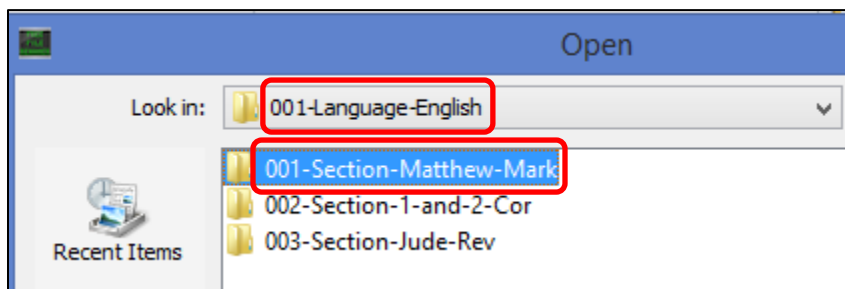 Open
Look in: 001-Language-English
001-Section-Matthew-Mark
002-Section-1-and-2-Cor
003-Section-Jude-Rev
Recent Items